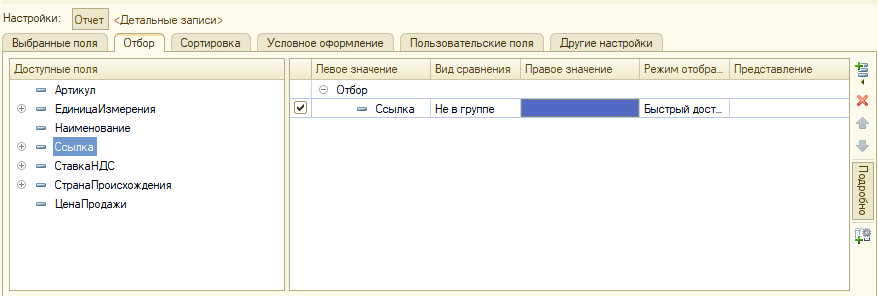 Настройки: Отчет <Детальные записи>
Выбранные поля Отбор Сортировка Условное оформление Пользовательские поля Другие настройки
Доступные поля
Артикул
ЕдиницаИзмерения
Наименование
Ссылка
СтавкаНДС
СтранаПроисхождения
ЦенаПродажи
Левое значение Вид сравнения Правое значение Режим отобра... Представление
Отбор
Ссылка Не в группе Быстрый дост...
Подробно